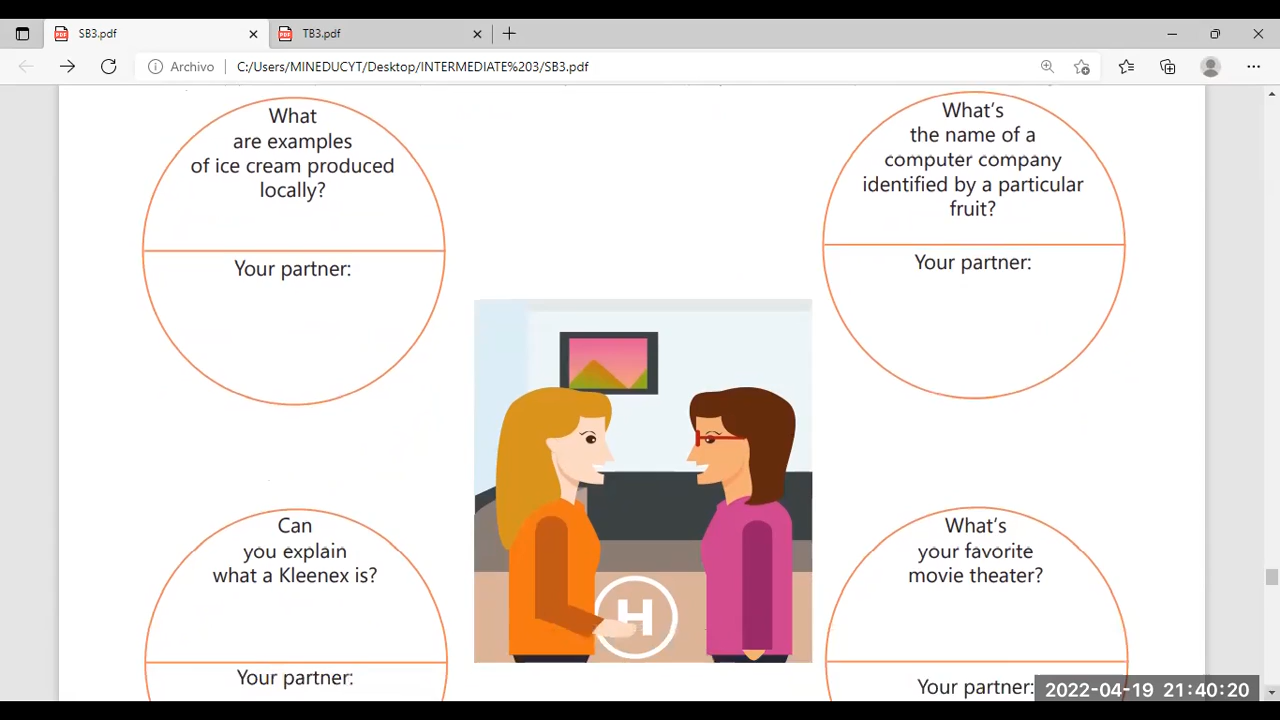 SB3.pdf
TB3.pdf
Archivo
C:/Users/MINEDUCYT/Desktop/INTERMEDIATE%203/SB3.pdf
What
are examples
of ice cream produced
locally?
Your partner:
What's
the name of a
computer company
identified by a particular
fruit?
Your partner:
Can
you explain
what a Kleenex is?
Your partner:
H
What's
your favorite
movie theater?
Your partner:
2022-04-19 21:40:20